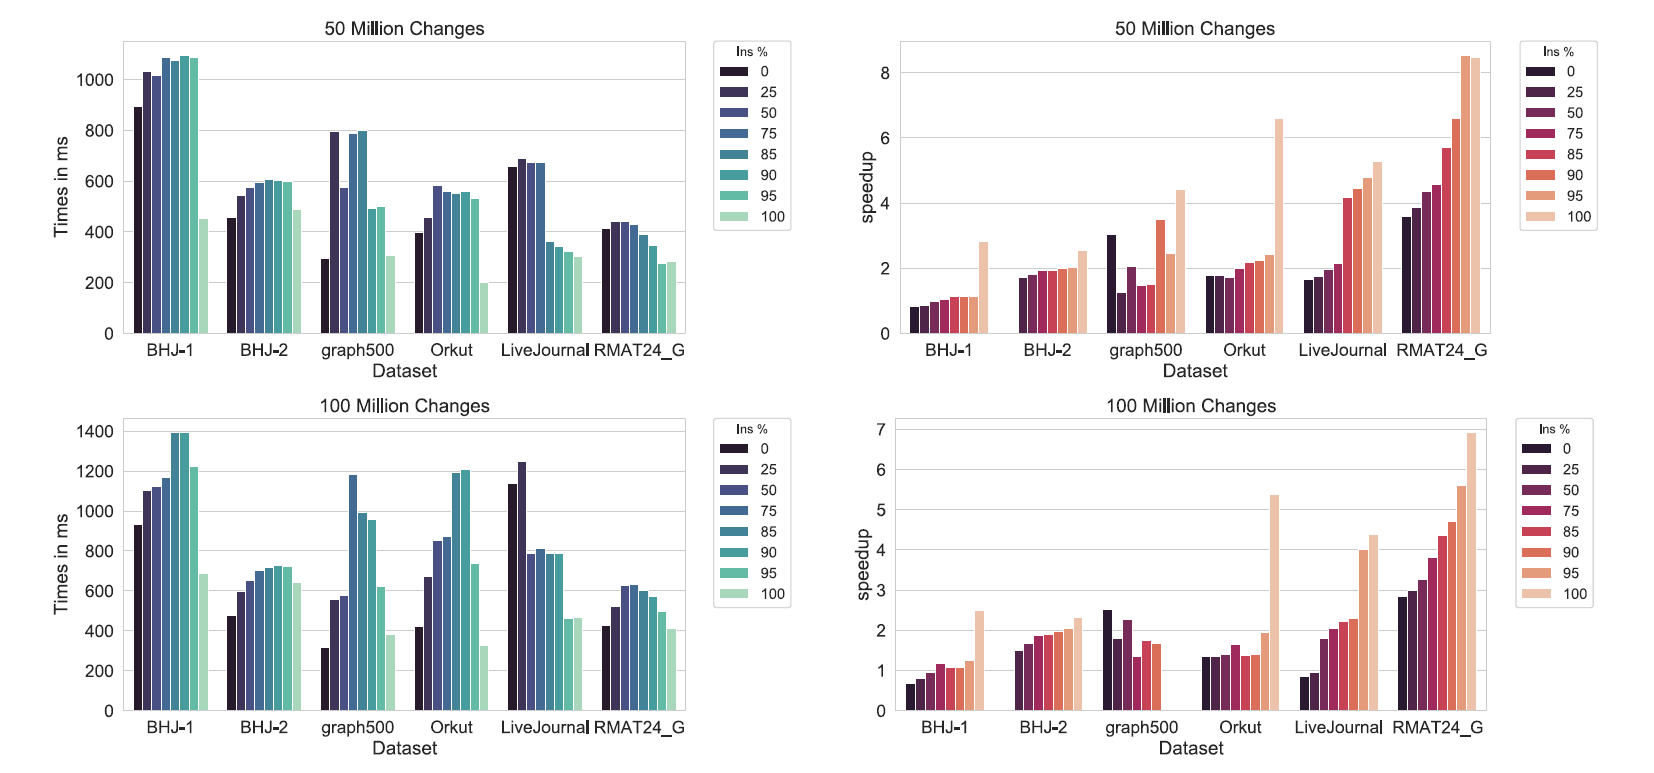 50 Million Changes
Times in ms
1000
800
600
400
200
0
BHJ-1 BHJ-2 graph500 Orkut LiveJournal RMAT24_G
Dataset
Ins %
0
25
50
75
85
90
95
100
50 Million Changes
speedup
8
6
4
2
0
BHJ-1 BHJ-2 graph500 Orkut LiveJournal RMAT24_G
Dataset
Ins %
0
25
50
75
85
90
95
100
100 Million Changes
Times in ms
1400
1200
1000
800
600
400
200
0
BHJ-1 BHJ-2 graph500 Orkut LiveJournal RMAT24_G
Dataset
Ins %
0
25
50
75
85
90
95
100
100 Million Changes
speedup
7
6
5
4
3
2
1
0
BHJ-1 BHJ-2 graph500 Orkut LiveJournal RMAT24_G
Dataset
Ins %
0
25
50
75
85
90
95
100